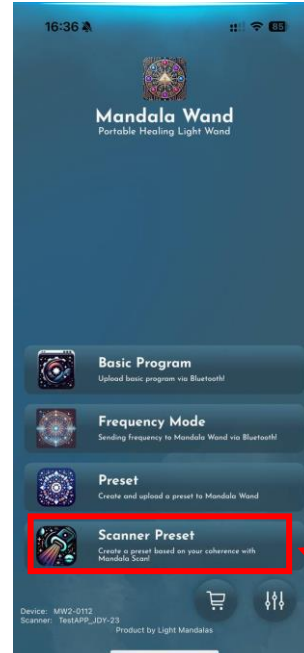 16:36
85
Mandala Wand
Portable Healing Light Wand
Basic Program
Upload basic program via Bluetooth!
Frequency Mode
Sending frequency to Mandala Wand via Bluetooth!
Preset
Create and upload a preset to Mandala Wand
Scanner Preset
Create a preset based on your coherence with
Mandala Scan!
Device: MW2-0112
Scanner: TestAPP_JDY-23
Product by Light Mandalas